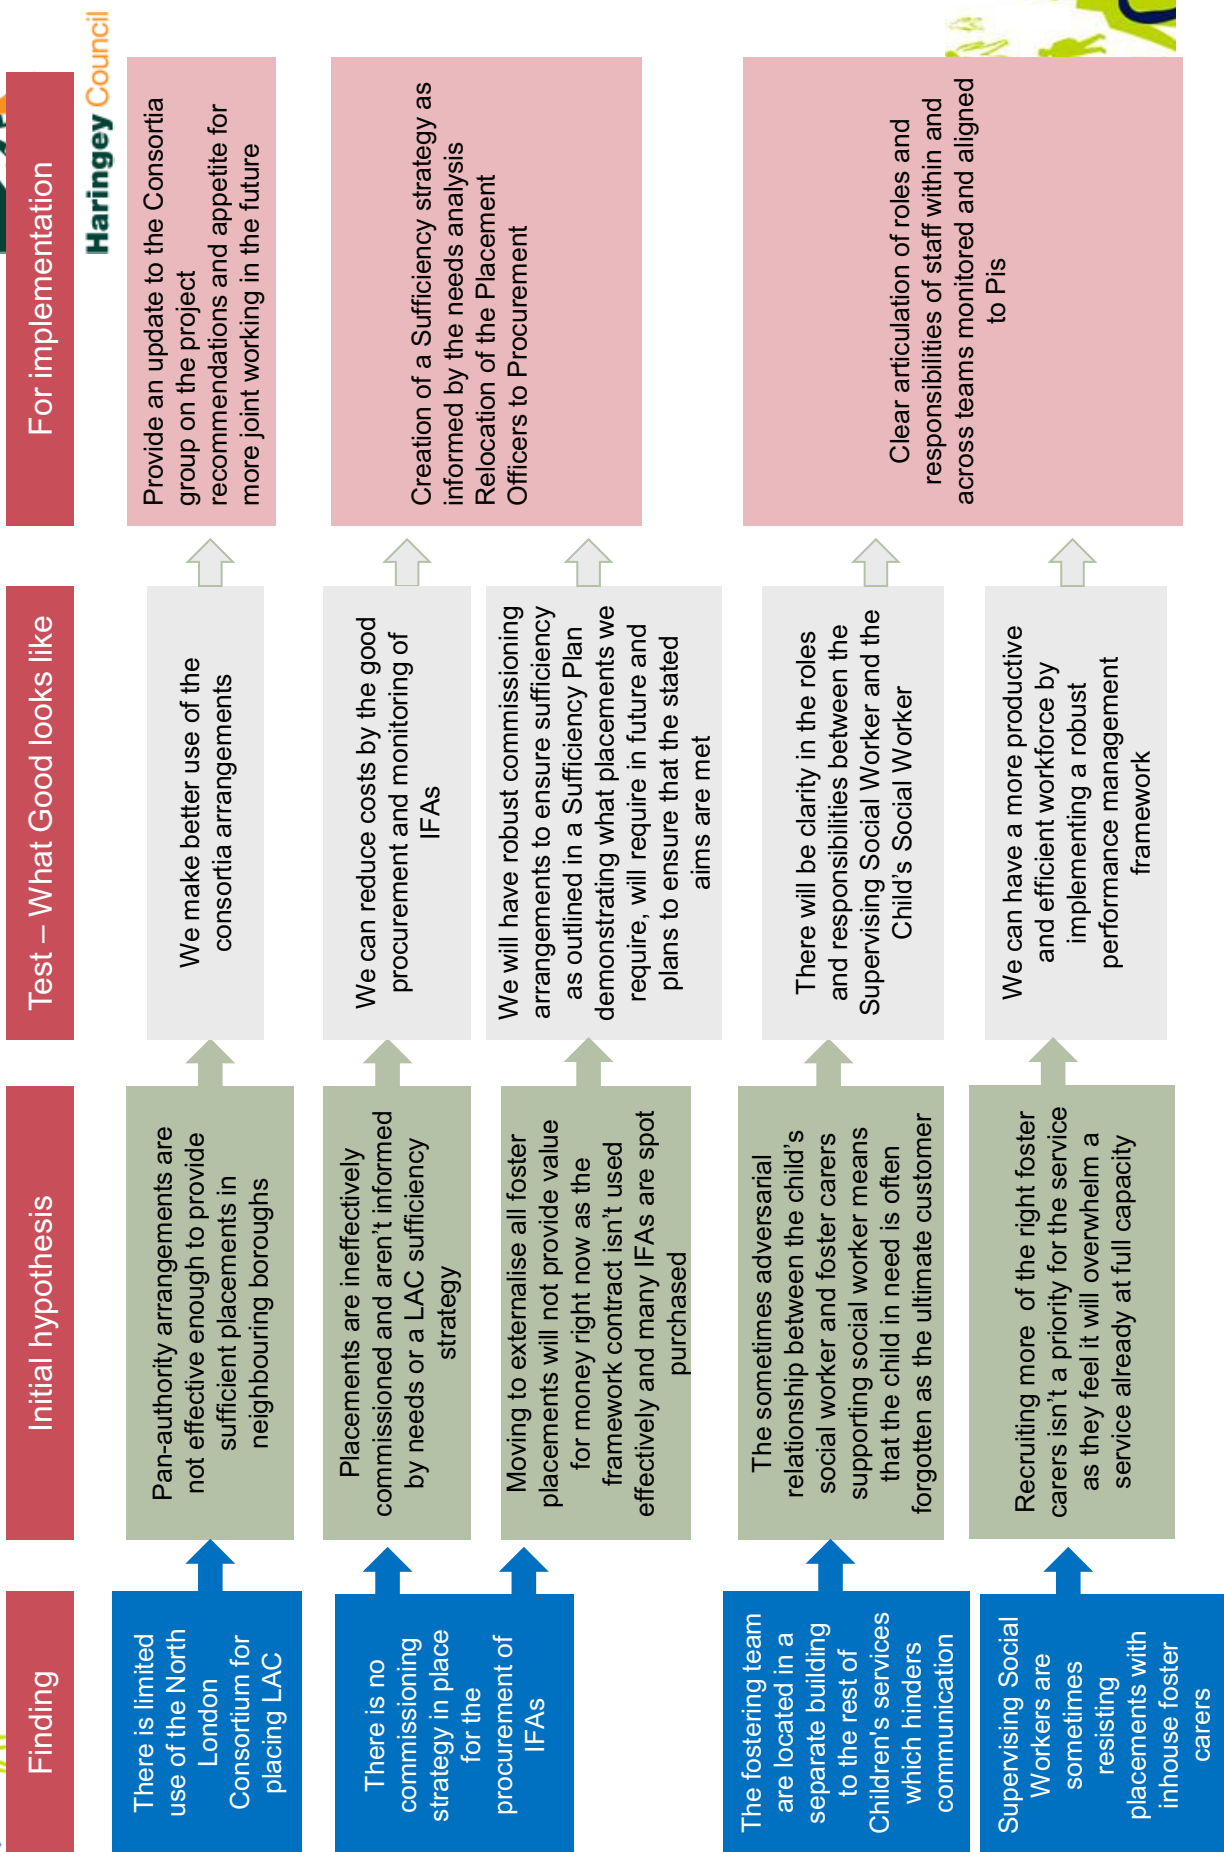 Haringey Council
Finding
Initial hypothesis
Test – What Good looks like
For implementation
There is limited
use of the North
London
Consortium for
placing LAC
Pan-authority arrangements are
not effective enough to provide
sufficient placements in
neighbouring boroughs
We make better use of the
consortia arrangements
Provide an update to the Consortia
group on the project
recommendations and appetite for
more joint working in the future
There is no
commissioning
strategy in place
for the
procurement of
IFAs
Placements are ineffectively
commissioned and aren’t informed
by needs or a LAC sufficiency
strategy
We can reduce costs by the good
procurement and monitoring of
IFAs
Moving to externalise all foster
placements will not provide value
for money right now as the
framework contract isn’t used
effectively and many IFAs are spot
purchased
We will have robust commissioning
arrangements to ensure sufficiency
as outlined in a Sufficiency Plan
demonstrating what placements we
require, will require in future and
plans to ensure that the stated
aims are met
Creation of a Sufficiency strategy as
informed by the needs analysis
Relocation of the Placement
Officers to Procurement
The fostering team
are located in a
separate building
to the rest of
Children’s services
which hinders
communication
The sometimes adversarial
relationship between the child’s
social worker and foster carers
supporting social worker means
that the child in need is often
forgotten as the ultimate customer
There will be clarity in the roles
and responsibilities between the
Supervising Social Worker and the
Child’s Social Worker
Supervising Social
Workers are
sometimes
resisting
placements with
inhouse foster
carers
Recruiting more of the right foster
carers isn’t a priority for the service
as they feel it will overwhelm a
service already at full capacity
We can have a more productive
and efficient workforce by
implementing a robust
performance management
framework
Clear articulation of roles and
responsibilities of staff within and
across teams monitored and aligned
to Pis